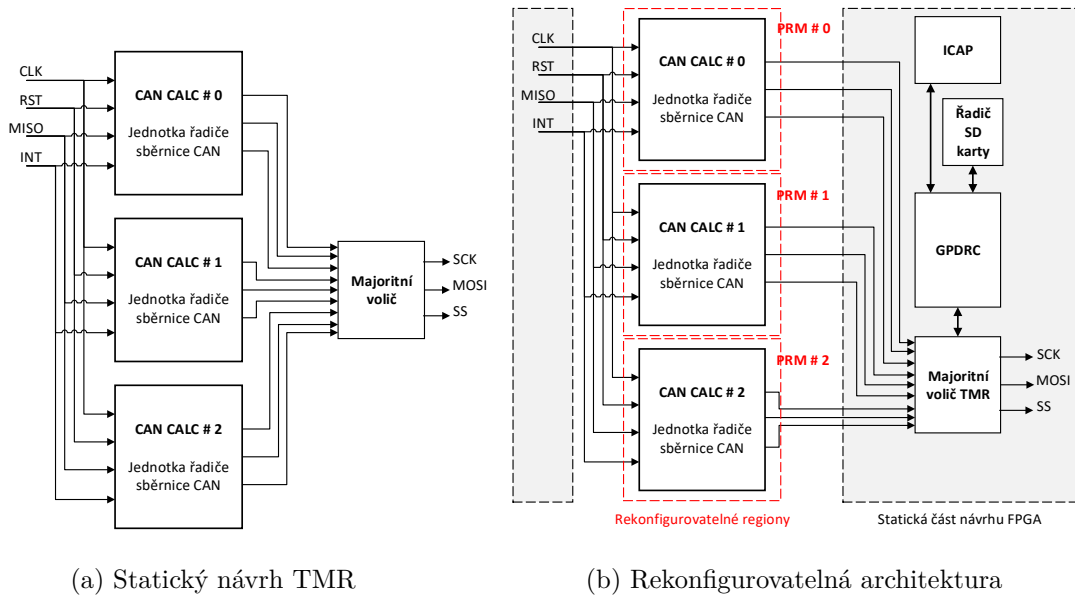 CLK
RST
MISO
INT
CAN CALC # 0
Jednotka řadiče
sběrnice CAN
CAN CALC # 1
Jednotka řadiče
sběrnice CAN
CAN CALC # 2
Jednotka řadiče
sběrnice CAN
Majoritní
volič
SCK
MOSI
SS
(a) Statický návrh TMR
CLK
RST
MISO
INT
PRM # 0
CAN CALC # 0
Jednotka řadiče
sběrnice CAN
PRM # 1
CAN CALC # 1
Jednotka řadiče
sběrnice CAN
PRM # 2
CAN CALC # 2
Jednotka řadiče
sběrnice CAN
Rekonfigurovatelné regiony
ICAP
Řadič
SD
karty
GPDRC
Majoritní
volič TMR
SCK
MOSI
SS
Statická část návrhu FPGA
(b) Rekonfigurovatelná architektura